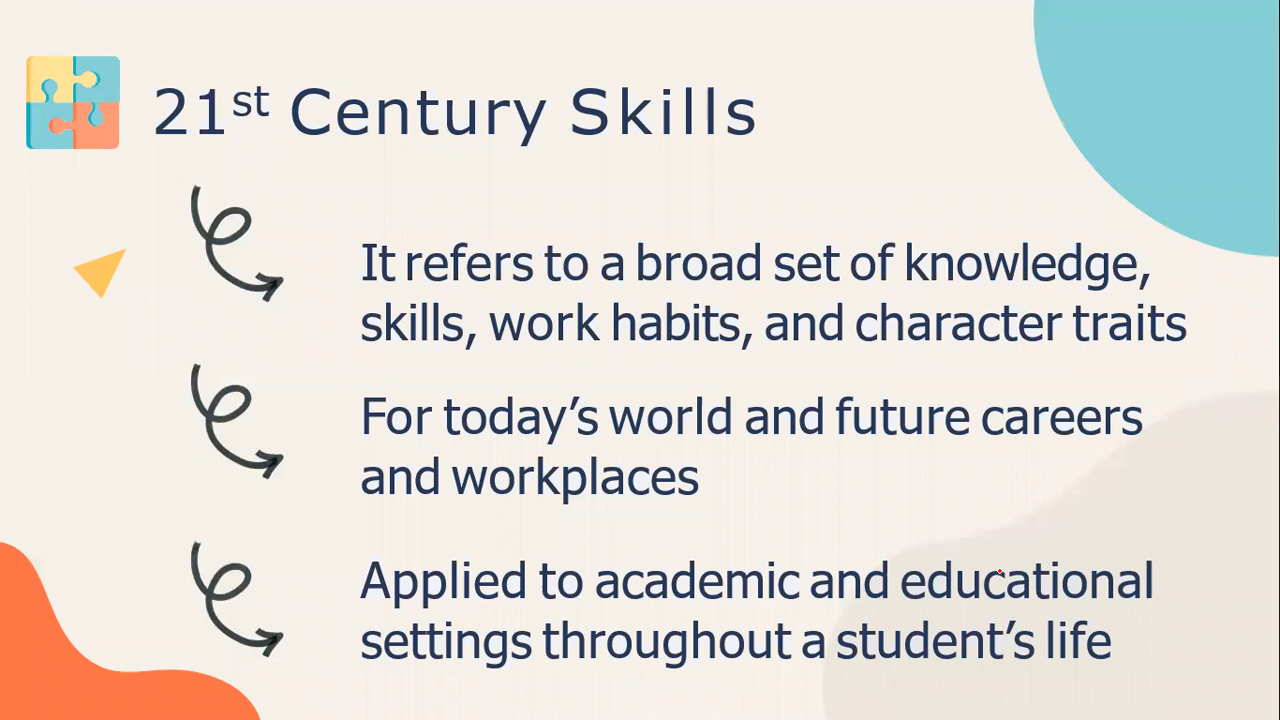 21st Century Skills
It refers to a broad set of knowledge,
skills, work habits, and character traits
For today’s world and future careers
and workplaces
Applied to academic and educational
settings throughout a student’s life